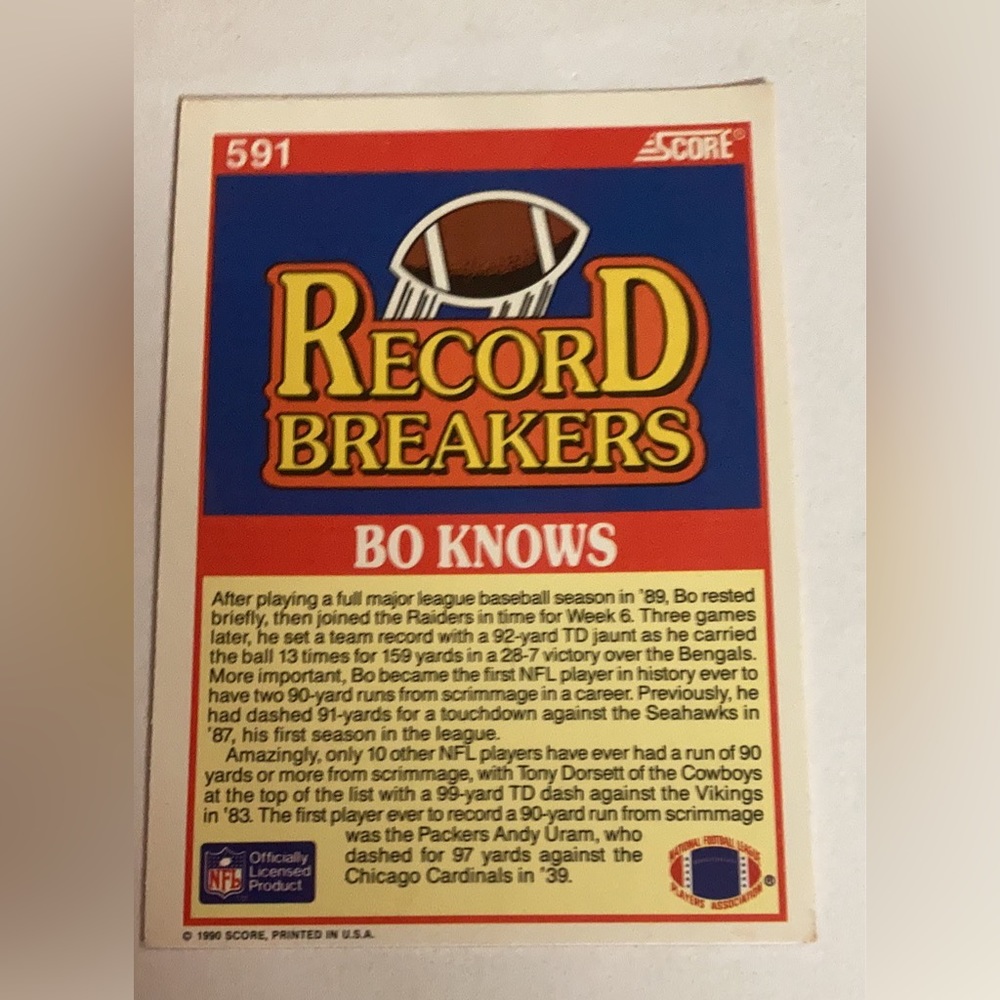 591
SCORE®
RECORD
BREAKERS
BO KNOWS
After playing a full major league baseball season in '89, Bo rested
briefly, then joined the Raiders in time for Week 6. Three games
later, he set a team record with a 92-yard TD jaunt as he carried
the ball 13 times for 159 yards in a 28-7 victory over the Bengals.
More important, Bo became the first NFL player in history ever to
have two 90-yard runs from scrimmage in a career. Previously, he
had dashed 91-yards for a touchdown against the Seahawks in
'87, his first season in the league.
Amazingly, only 10 other NFL players have ever had a run of 90
yards or more from scrimmage, with Tony Dorsett of the Cowboys
at the top of the list with a 99-yard TD dash against the Vikings
in '83. The first player ever to record a 90-yard run from scrimmage
was the Packers Andy Uram, who
dashed for 97 yards against the
Chicago Cardinals in '39.
NFL
Officially
Licensed
Product
NATIONAL FOOTBALL LEAGUE
PLAYERS ASSOCIATION
®
© 1990 SCORE, PRINTED IN U.S.A.